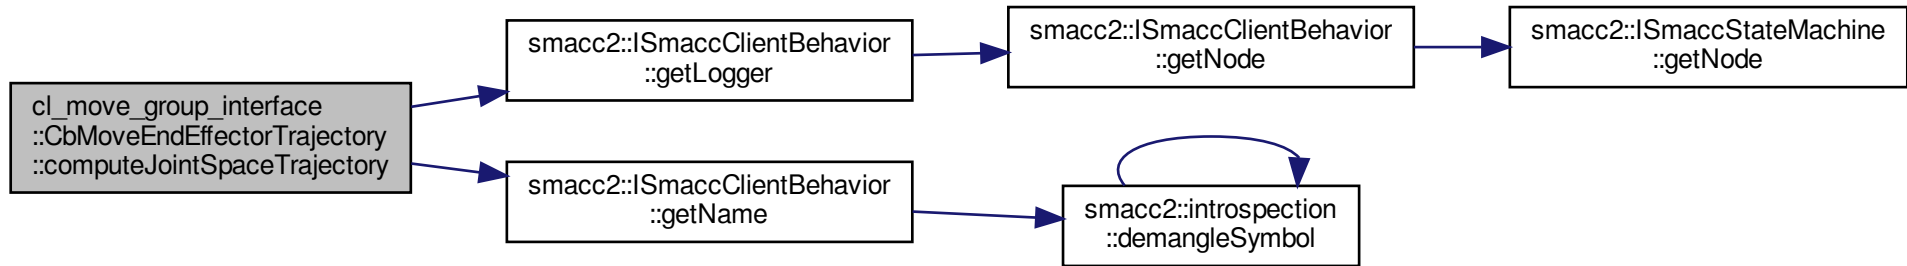 cl_move_group_interface
::CbMoveEndEffectorTrajectory
::computeJointSpaceTrajectory
smacc2::ISmaccClientBehavior
::getLogger
smacc2::ISmaccClientBehavior
::getNode
smacc2::ISmaccStateMachine
::getNode
smacc2::ISmaccClientBehavior
::getName
smacc2::introspection
::demangleSymbol